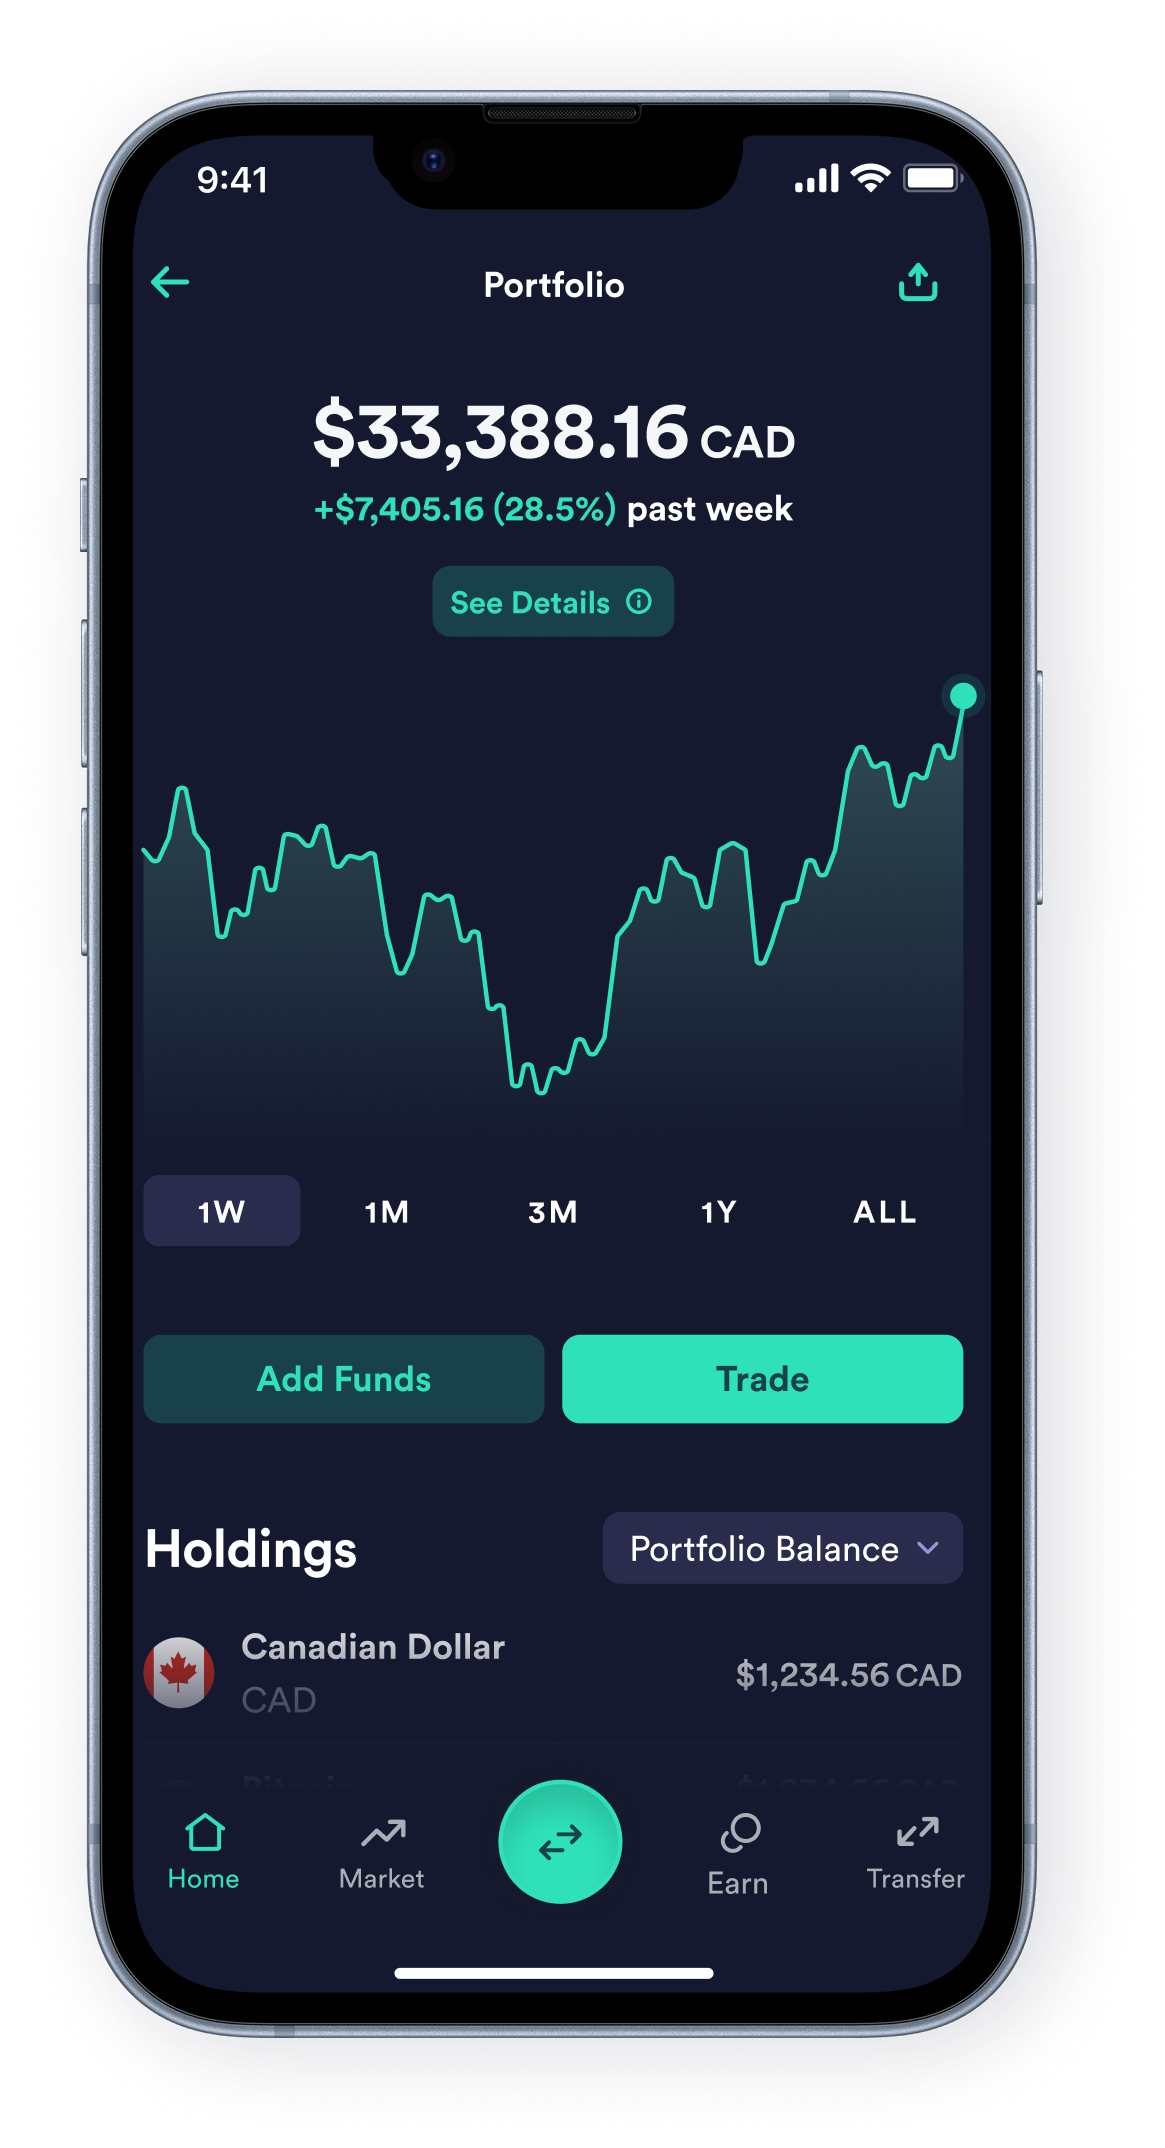 9:41
Portfolio
$33,388.16 CAD
+$7,405.16 (28.5%) past week
See Details
1W 1M 3M 1Y ALL
Add Funds Trade
Holdings Portfolio Balance
Canadian Dollar
CAD
$1,234.56 CAD
Home Market Earn Transfer